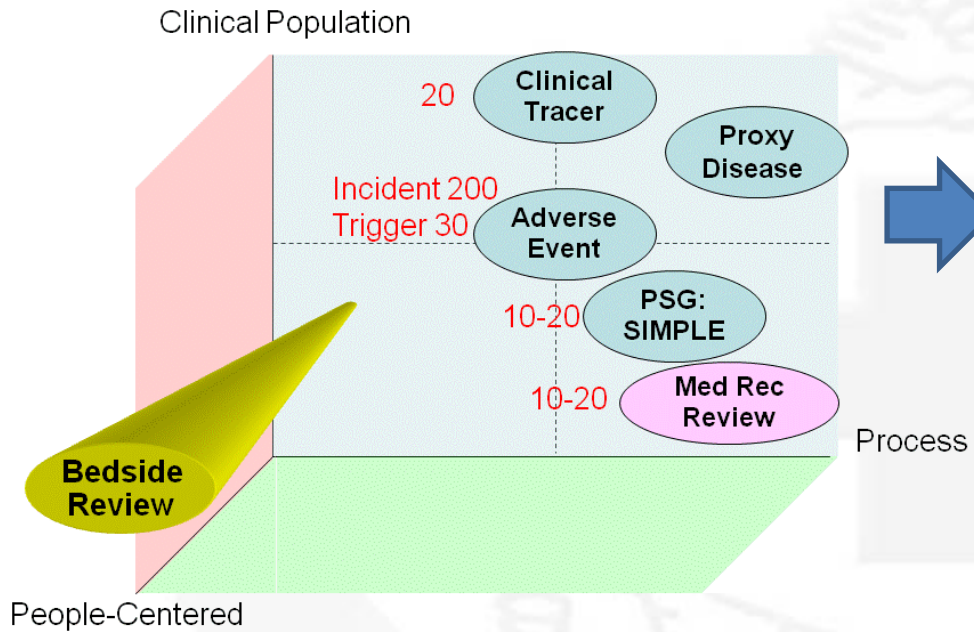 Clinical Population
20
Clinical
Tracer
Proxy
Disease
Incident 200
Trigger 30
Adverse
Event
10-20
PSG:
SIMPLE
10-20
Med Rec
Review
Process
Bedside
Review
People-Centered